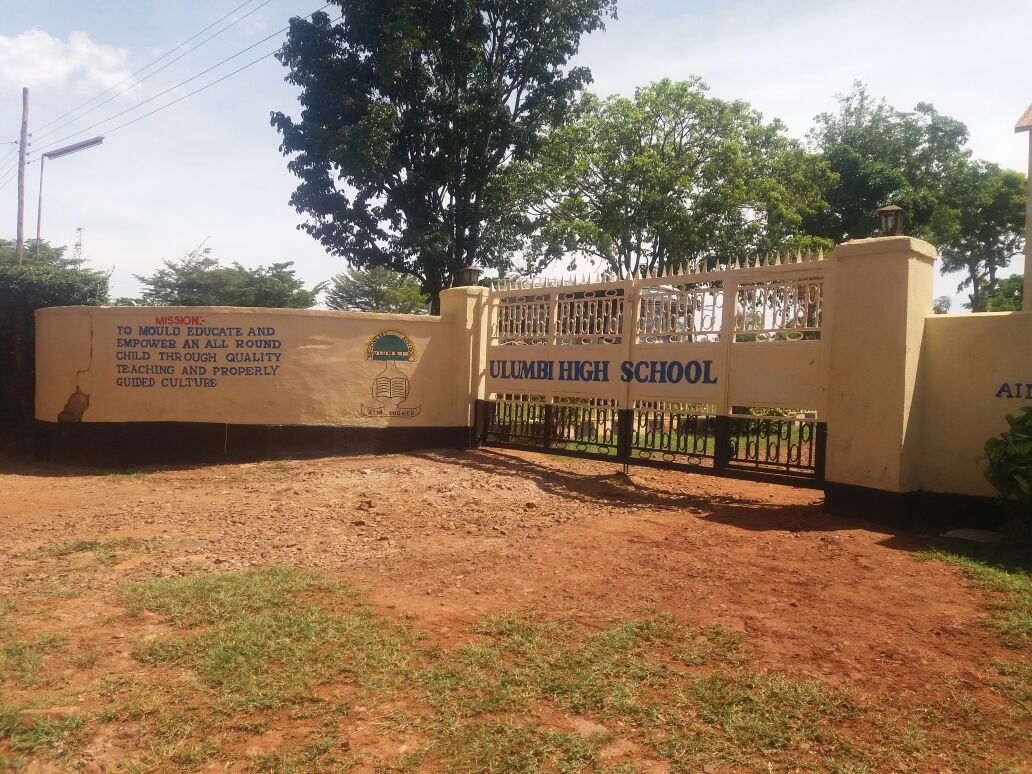 MISSION:-
TO MOULD EDUCATE AND
EMPOWER AN ALL ROUND
CHILD THROUGH QUALITY
TEACHING AND PROPERLY
GUIDED CULTURE
ULUMBI
AIM HIGHER
ULUMBI HIGH SCHOOL